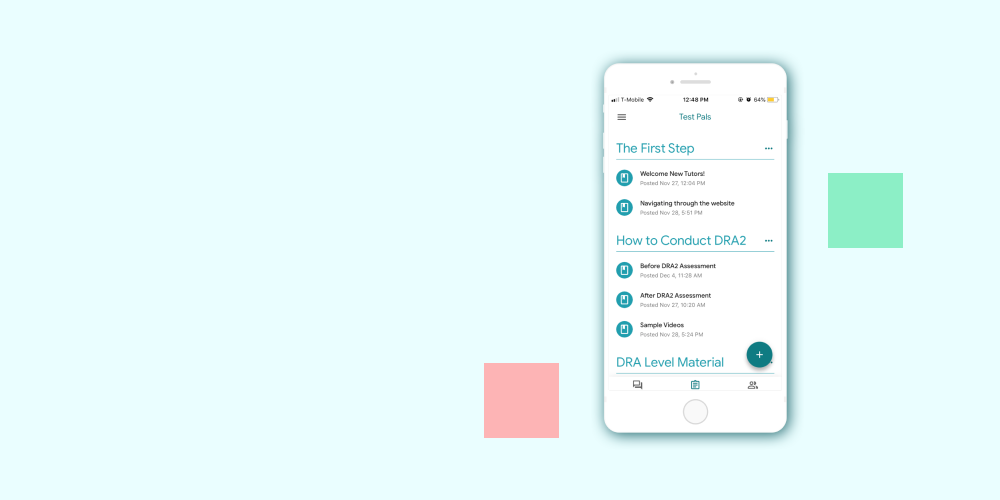 T-Mobile 12:48 PM 64%
Test Pals
The First Step
Welcome New Tutors!
Posted Nov 27, 12:04 PM
Navigating through the website
Posted Nov 28, 5:51 PM
How to Conduct DRA2
Before DRA2 Assessment
Posted Dec 4, 11:28 AM
After DRA2 Assessment
Posted Nov 27, 10:20 AM
Sample Videos
Posted Nov 28, 5:24 PM
DRA Level Material